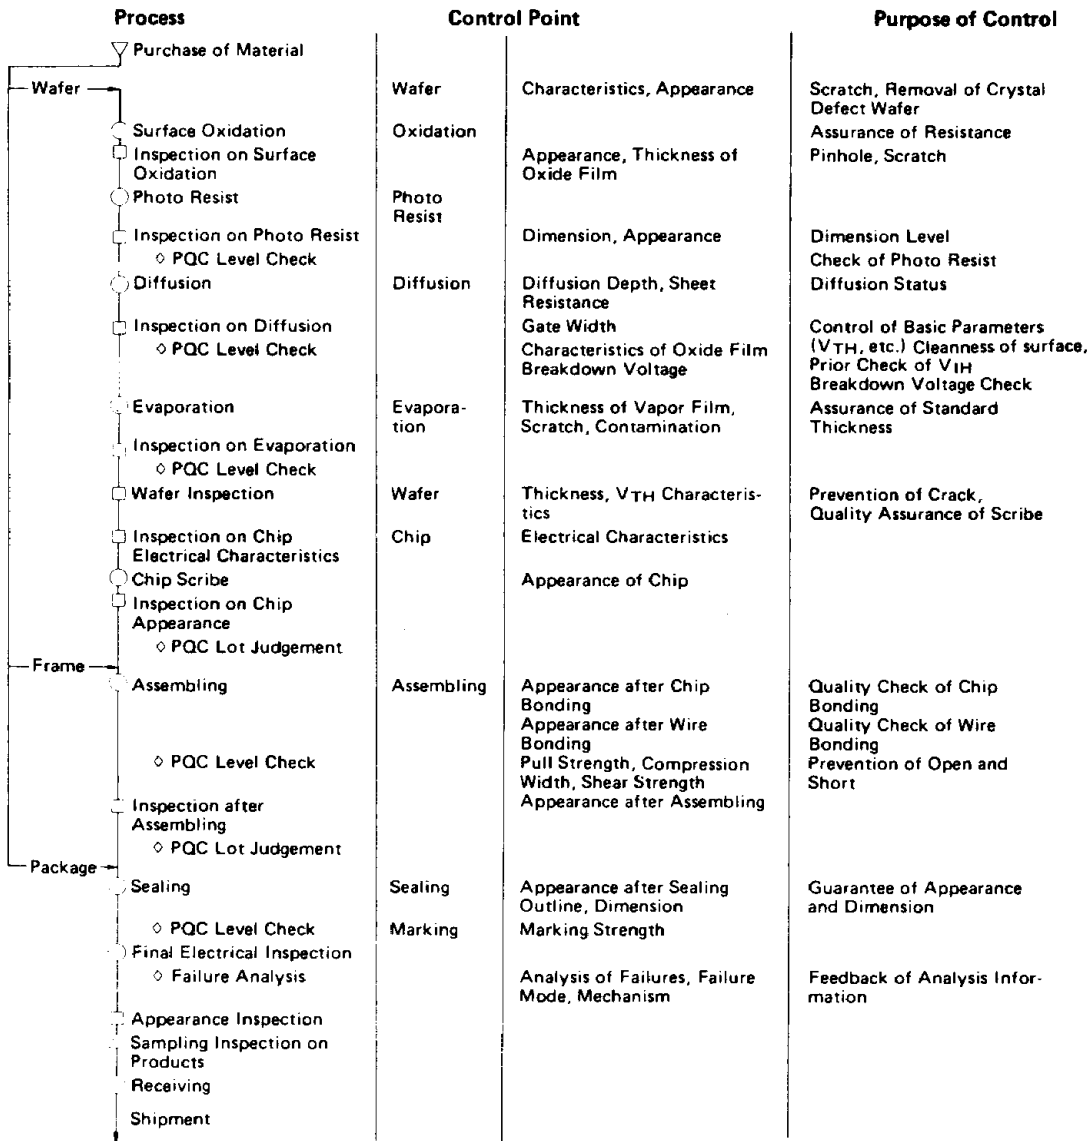 Process Control Point Purpose of Control
Purchase of Material
Wafer Wafer Characteristics, Appearance Scratch, Removal of Crystal
Defect Wafer
Surface Oxidation Oxidation Assurance of Resistance
Inspection on Surface Appearance, Thickness of Pinhole, Scratch
Oxidation Oxide Film
Photo Resist Photo
Resist
Inspection on Photo Resist Dimension, Appearance Dimension Level
◇ PQC Level Check Check of Photo Resist
Diffusion Diffusion Diffusion Depth, Sheet Diffusion Status
Resistance
Inspection on Diffusion Gate Width Control of Basic Parameters
◇ PQC Level Check Characteristics of Oxide Film (VTH, etc.) Cleanness of surface,
Breakdown Voltage Prior Check of VIH
Breakdown Voltage Check
Evaporation Evapora- Thickness of Vapor Film, Assurance of Standard
tion Scratch, Contamination Thickness
Inspection on Evaporation
◇ PQC Level Check
Wafer Inspection Wafer Thickness, VTH Characteris- Prevention of Crack,
tics Quality Assurance of Scribe
Inspection on Chip Chip Electrical Characteristics
Electrical Characteristics
Chip Scribe Appearance of Chip
Inspection on Chip
Appearance
◇ PQC Lot Judgement
Frame
Assembling Assembling Appearance after Chip Quality Check of Chip
Bonding Bonding
Appearance after Wire Quality Check of Wire
Bonding Bonding
◇ PQC Level Check Pull Strength, Compression Prevention of Open and
Width, Shear Strength Short
Inspection after Appearance after Assembling
Assembling
◇ PQC Lot Judgement
Package
Sealing Sealing Appearance after Sealing Guarantee of Appearance
Outline, Dimension and Dimension
◇ PQC Level Check Marking Marking Strength
Final Electrical Inspection
◇ Failure Analysis Analysis of Failures, Failure Feedback of Analysis Infor-
Mode, Mechanism mation
Appearance Inspection
Sampling Inspection on
Products
Receiving
Shipment